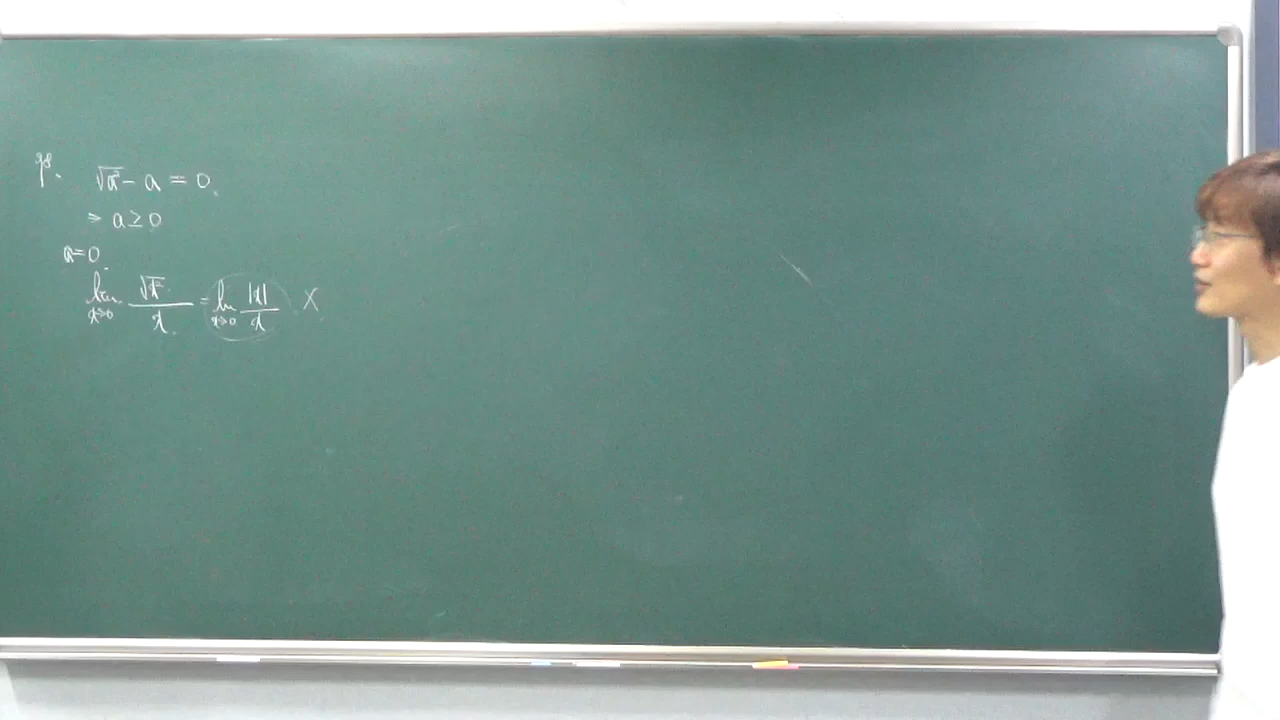 98.
√a² - a = 0.
⇒ a ≥ 0
a = 0.
lim x→0 √x² / x = lim x→0 |x| / x X